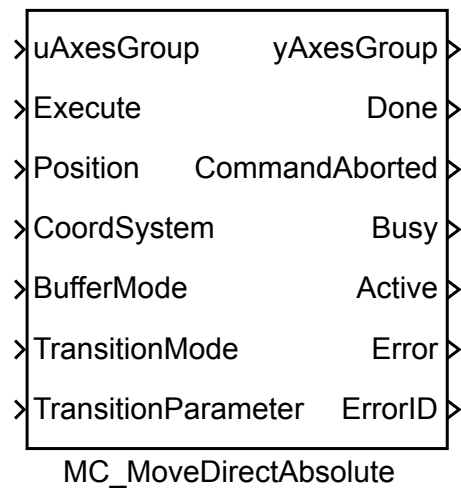 uAxesGroup yAxesGroup
Execute Done
Position CommandAborted
CoordSystem Busy
BufferMode Active
TransitionMode Error
TransitionParameter ErrorID
MC_MoveDirectAbsolute